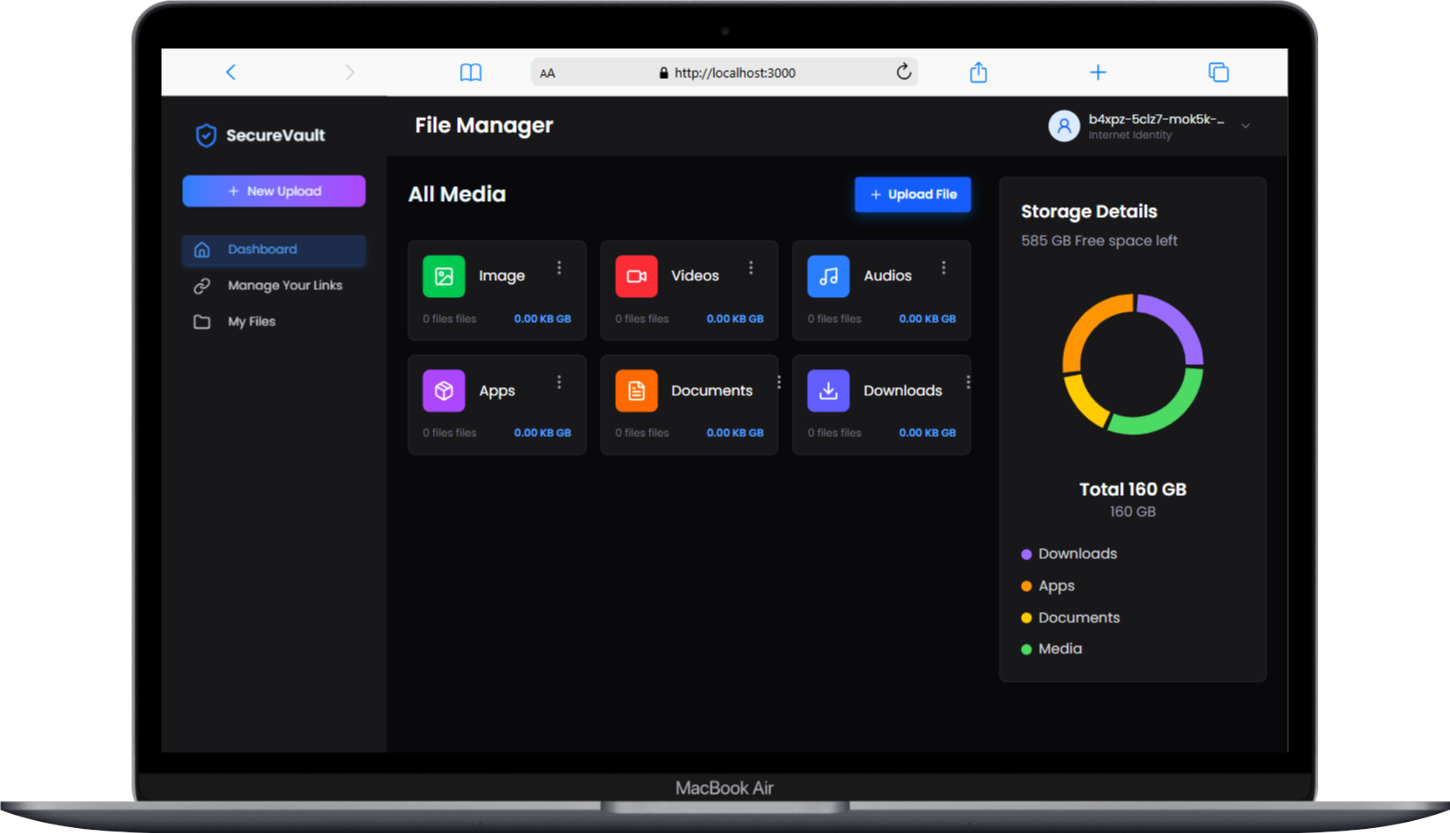 AA
http://localhost:3000
SecureVault
+ New Upload
Dashboard
Manage Your Links
My Files
File Manager
b4xpz-5clz7-mok5k-...
Internet Identity
All Media
+ Upload File
Image
0 files files 0.00 KB GB
Videos
0 files files 0.00 KB GB
Audios
0 files files 0.00 KB GB
Apps
0 files files 0.00 KB GB
Documents
0 files files 0.00 KB GB
Downloads
0 files files 0.00 KB GB
Storage Details
585 GB Free space left
Total 160 GB
160 GB
Downloads
Apps
Documents
Media
MacBook Air